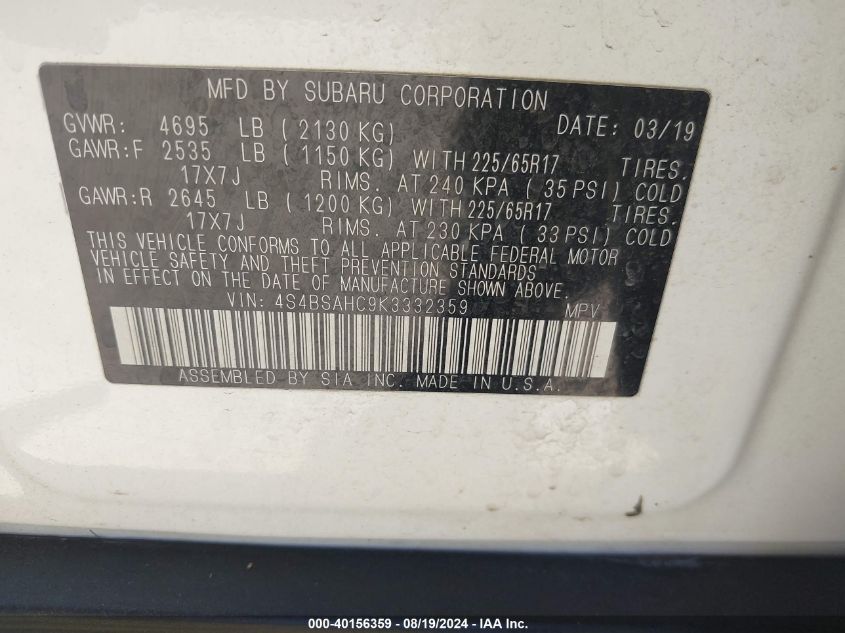 MFD BY SUBARU CORPORATION
GVWR: 4695 LB ( 2130 KG) DATE: 03/19
GAWR:F 2535 LB ( 1150 KG) WITH 225/65R17 TIRES.
17X7J RIMS. AT 240 KPA ( 35 PSI) COLD
GAWR:R 2645 LB ( 1200 KG) WITH 225/65R17 TIRES.
17X7J RIMS. AT 230 KPA ( 33 PSI) COLD
THIS VEHICLE CONFORMS TO ALL APPLICABLE FEDERAL MOTOR
VEHICLE SAFETY AND THEFT PREVENTION STANDARDS
IN EFFECT ON THE DATE OF MANUFACTURE SHOWN ABOVE.
VIN: 4S4BSAHC9K3332359 MPV
ASSEMBLED BY SIA INC. MADE IN U.S.A.
000-40156359 - 08/19/2024 - IAA Inc.